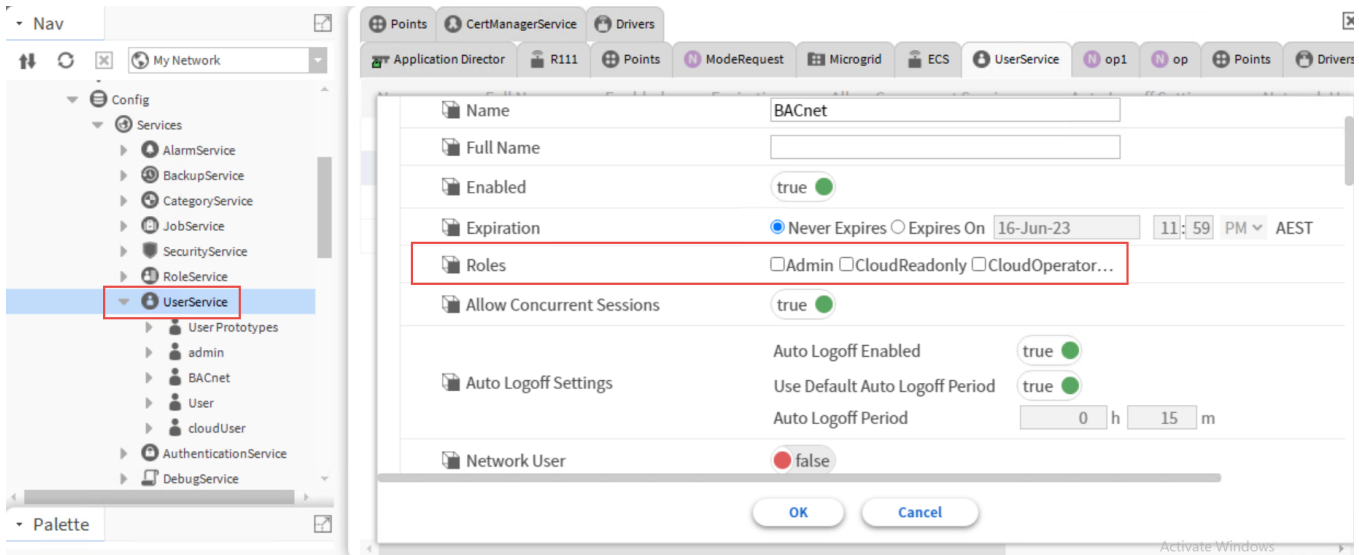 Nav
My Network
Config
Services
AlarmService
BackupService
CategoryService
JobService
SecurityService
RoleService
UserService
User Prototypes
admin
BACnet
User
cloudUser
AuthenticationService
DebugService
Palette
Points CertManagerService Drivers
Application Director R111 Points ModeRequest Microgrid ECS UserService op1 op Points Drivers
Name BACnet
Full Name
Enabled true
Expiration Never Expires Expires On 16-Jun-23 11: 59 PM AEST
Roles Admin CloudReadonly CloudOperator…
Allow Concurrent Sessions true
Auto Logoff Enabled true
Auto Logoff Settings Use Default Auto Logoff Period true
Auto Logoff Period 0 h 15 m
Network User false
OK Cancel
Activate Windows